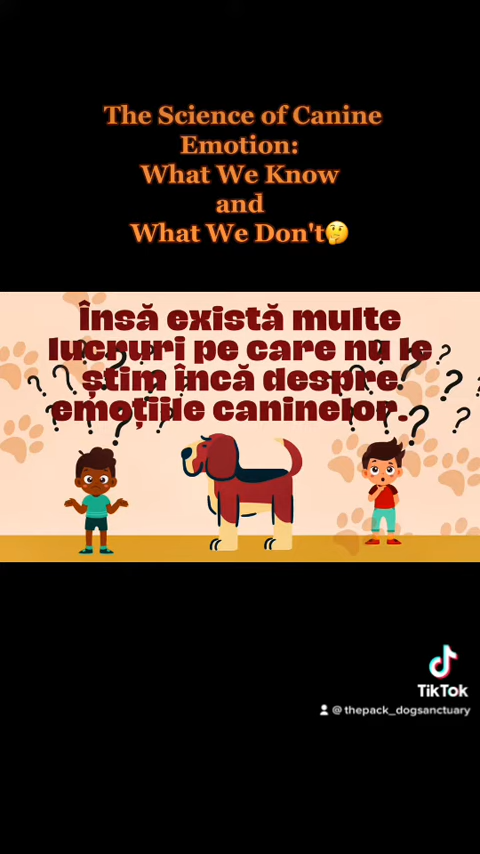 The Science of Canine
Emotion:
What We Know
and
What We Don't🤔
Însă există multe
lucruri pe care nu le
știm încă despre
emoțiile caninelor.
TikTok
@thepack_dogsanctuary